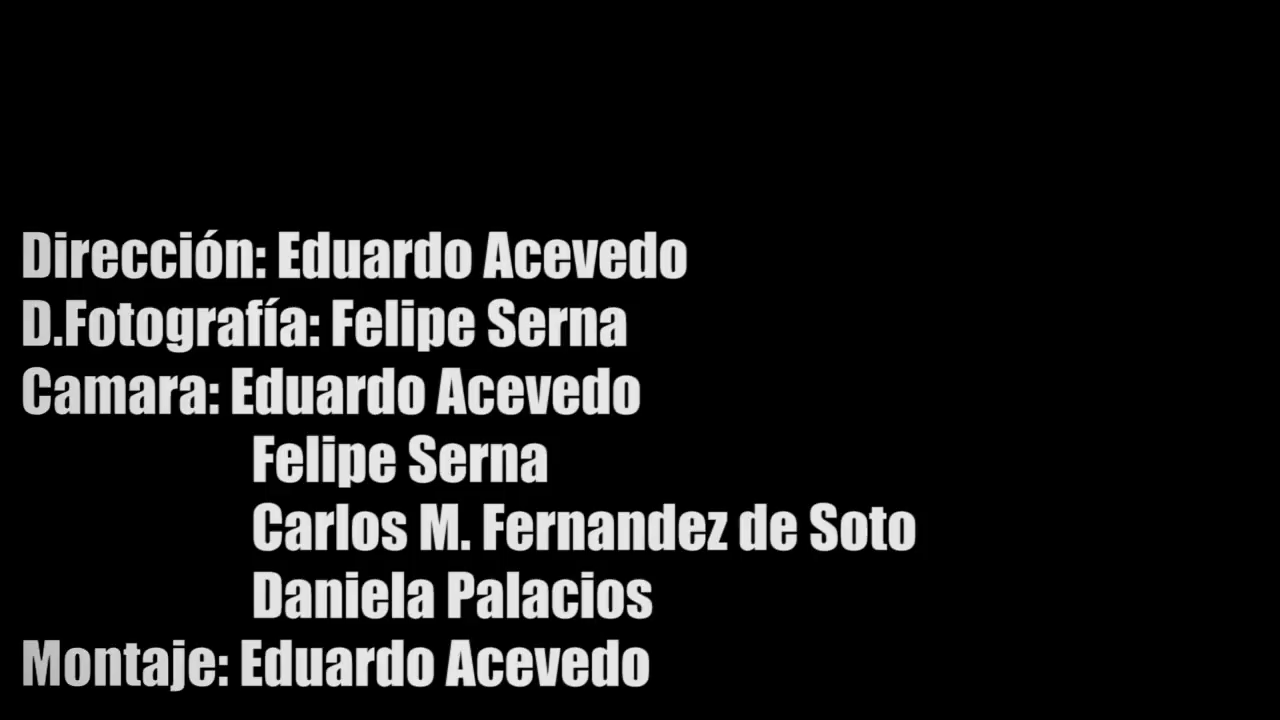 Dirección: Eduardo Acevedo
D.Fotografía: Felipe Serna
Camara: Eduardo Acevedo
Felipe Serna
Carlos M. Fernandez de Soto
Daniela Palacios
Montaje: Eduardo Acevedo